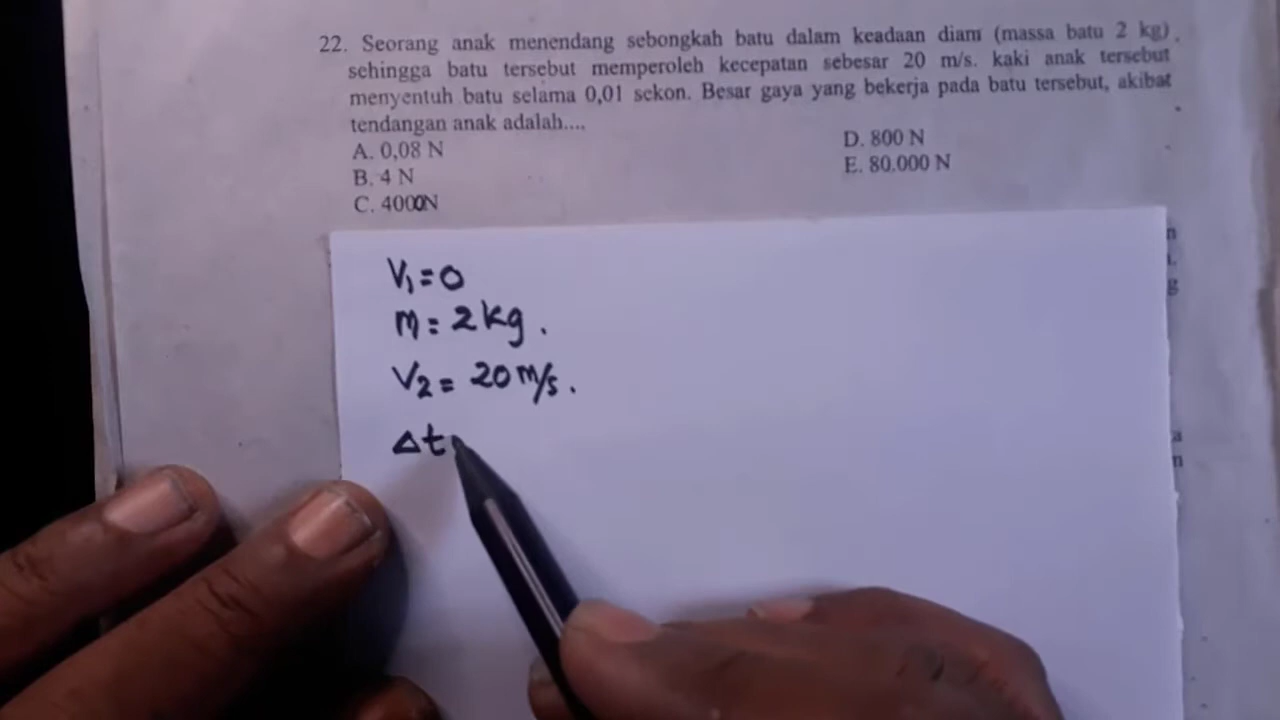 22. Seorang anak menendang sebongkah batu dalam keadaan diam (massa batu 2 kg),
sehingga batu tersebut memperoleh kecepatan sebesar 20 m/s. kaki anak tersebut
menyentuh batu selama 0,01 sekon. Besar gaya yang bekerja pada batu tersebut, akibat
tendangan anak adalah....
A. 0,08 N
B. 4 N
C. 4000N
D. 800 N
E. 80.000 N
V₁ = 0
m = 2 kg.
V₂ = 20 m/s.
Δt
n
g
a
n